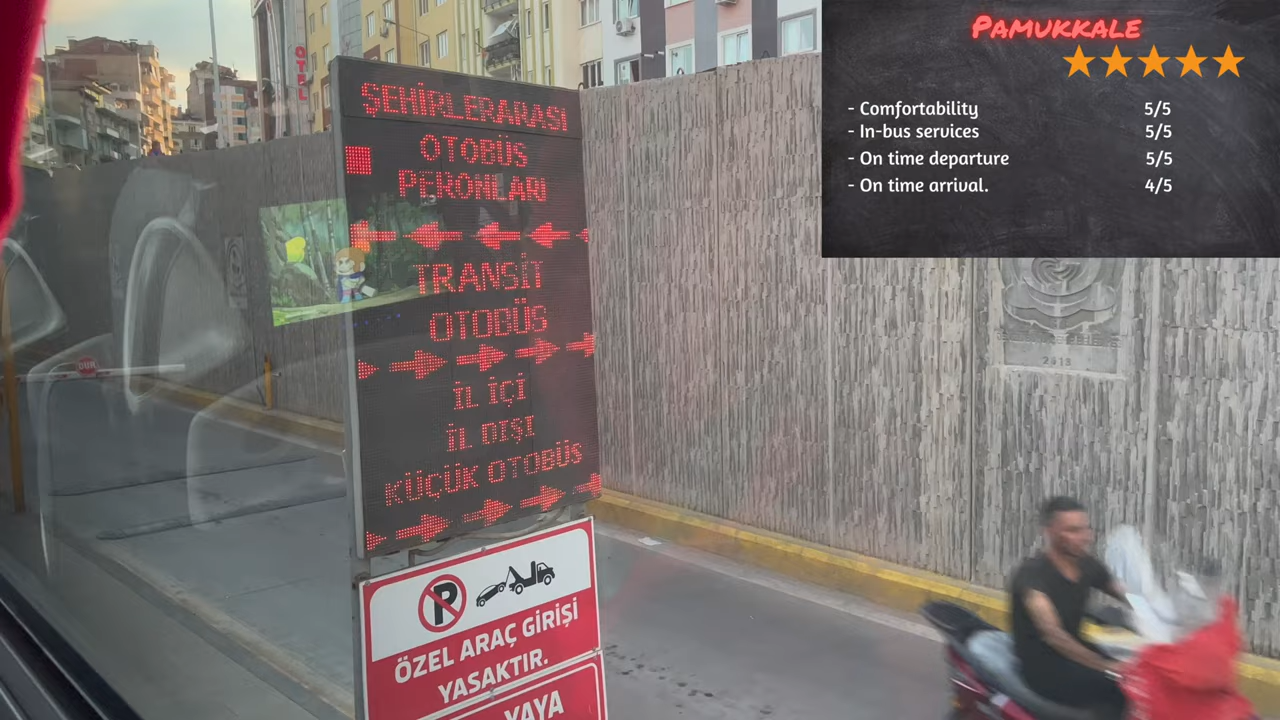 OTEL
ŞEHİRLERARASI
OTOBÜS
PERONLARI
TRANSİT
OTOBÜS
İL İÇİ
İL DIŞI
KÜÇÜK OTOBÜS
P
ÖZEL ARAÇ GİRİŞİ
YASAKTIR.
YAYA
DUR
2013
PAMUKKALE
- Comfortability 5/5
- In-bus services 5/5
- On time departure 5/5
- On time arrival. 4/5